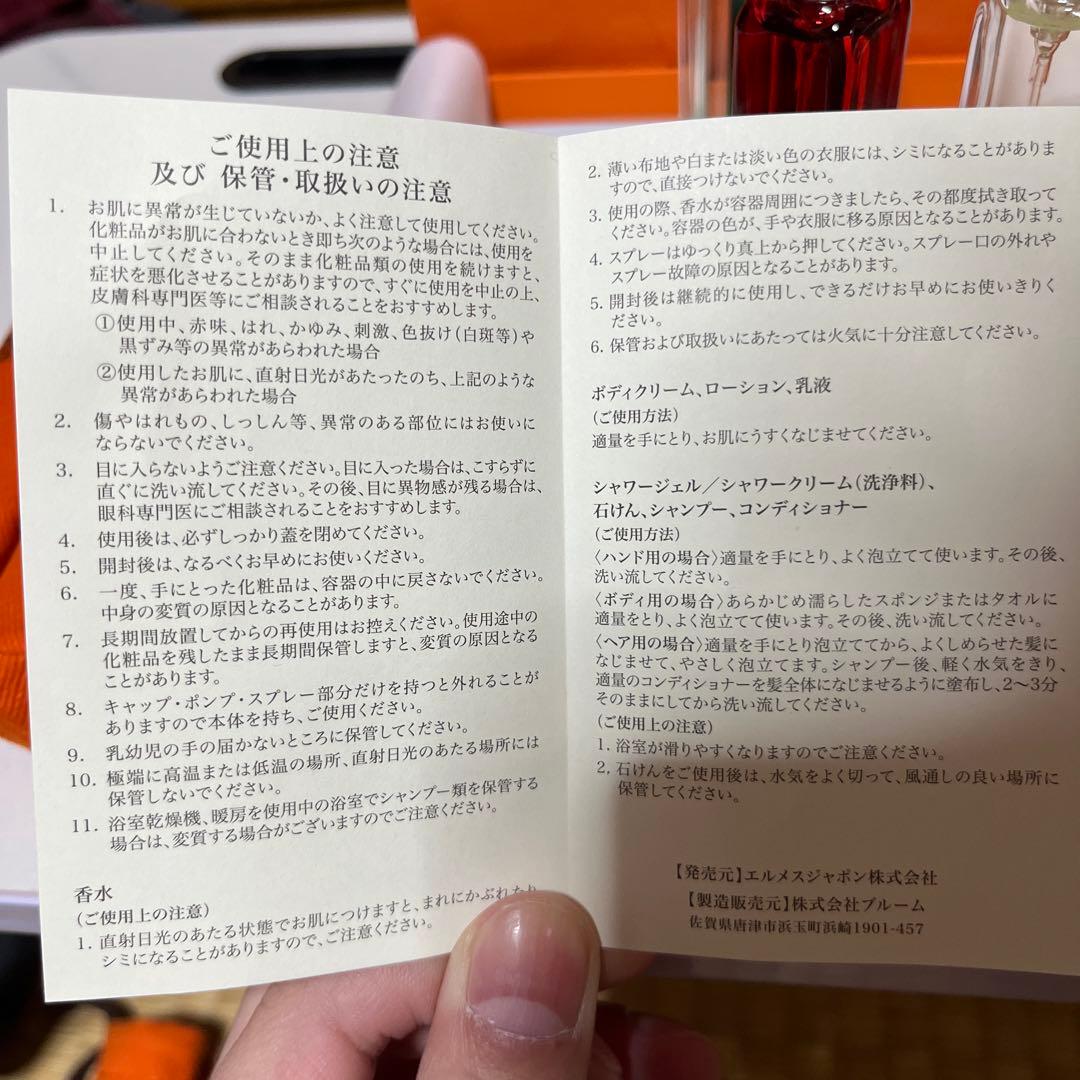 ご使用上の注意
及び 保管・取扱いの注意
1. お肌に異常が生じていないか、よく注意して使用してください。
化粧品がお肌に合わないとき即ち次のような場合には、使用を
中止してください。そのまま化粧品類の使用を続けますと、
症状を悪化させることがありますので、すぐに使用を中止の上、
皮膚科専門医等にご相談されることをおすすめします。
①使用中、赤味、はれ、かゆみ、刺激、色抜け(白斑等)や
黒ずみ等の異常があらわれた場合
②使用したお肌に、直射日光があたったのち、上記のような
異常があらわれた場合
2. 傷やはれもの、しっしん等、異常のある部位にはお使いに
ならないでください。
3. 目に入らないようご注意ください。目に入った場合は、こすらずに
直ぐに洗い流してください。その後、目に異物感が残る場合は、
眼科専門医にご相談されることをおすすめします。
4. 使用後は、必ずしっかり蓋を閉めてください。
5. 開封後は、なるべくお早めにお使いください。
6. 一度、手にとった化粧品は、容器の中に戻さないでください。
中身の変質の原因となることがあります。
7. 長期間放置してからの再使用はお控えください。使用途中の
化粧品を残したまま長期間保管しますと、変質の原因となる
ことがあります。
8. キャップ・ポンプ・スプレー部分だけを持つと外れることが
ありますので本体を持ち、ご使用ください。
9. 乳幼児の手の届かないところに保管してください。
10. 極端に高温または低温の場所、直射日光のあたる場所には
保管しないでください。
11. 浴室乾燥機、暖房を使用中の浴室でシャンプー類を保管する
場合は、変質する場合がございますのでご注意ください。
香水
(ご使用上の注意)
1. 直射日光のあたる状態でお肌につけますと、まれにかぶれたり
シミになることがありますので、ご注意ください。
2. 薄い布地や白または淡い色の衣服には、シミになることがありま
すので、直接つけないでください。
3. 使用の際、香水が容器周囲につきましたら、その都度拭き取って
ください。容器の色が、手や衣服に移る原因となることがあります。
4. スプレーはゆっくり真上から押してください。スプレー口の外れや
スプレー故障の原因となることがあります。
5. 開封後は継続的に使用し、できるだけお早めにお使いきりく
ださい。
6. 保管および取扱いにあたっては火気に十分注意してください。
ボディクリーム、ローション、乳液
(ご使用方法)
適量を手にとり、お肌にうすくなじませてください。
シャワージェル/シャワークリーム(洗浄料)、
石けん、シャンプー、コンディショナー
(ご使用方法)
〈ハンド用の場合〉適量を手にとり、よく泡立てて使います。その後、
洗い流してください。
〈ボディ用の場合〉あらかじめ濡らしたスポンジまたはタオルに
適量をとり、よく泡立てて使います。その後、洗い流してください。
〈ヘア用の場合〉適量を手にとり泡立ててから、よくしめらせた髪に
なじませて、やさしく泡立てます。シャンプー後、軽く水気をきり、
適量のコンディショナーを髪全体になじませるように塗布し、2〜3分
そのままにしてから洗い流してください。
(ご使用上の注意)
1. 浴室が滑りやすくなりますのでご注意ください。
2. 石けんをご使用後は、水気をよく切って、風通しの良い場所に
保管してください。
【発売元】エルメスジャポン株式会社
【製造販売元】株式会社ブルーム
佐賀県唐津市浜玉町浜崎1901-457